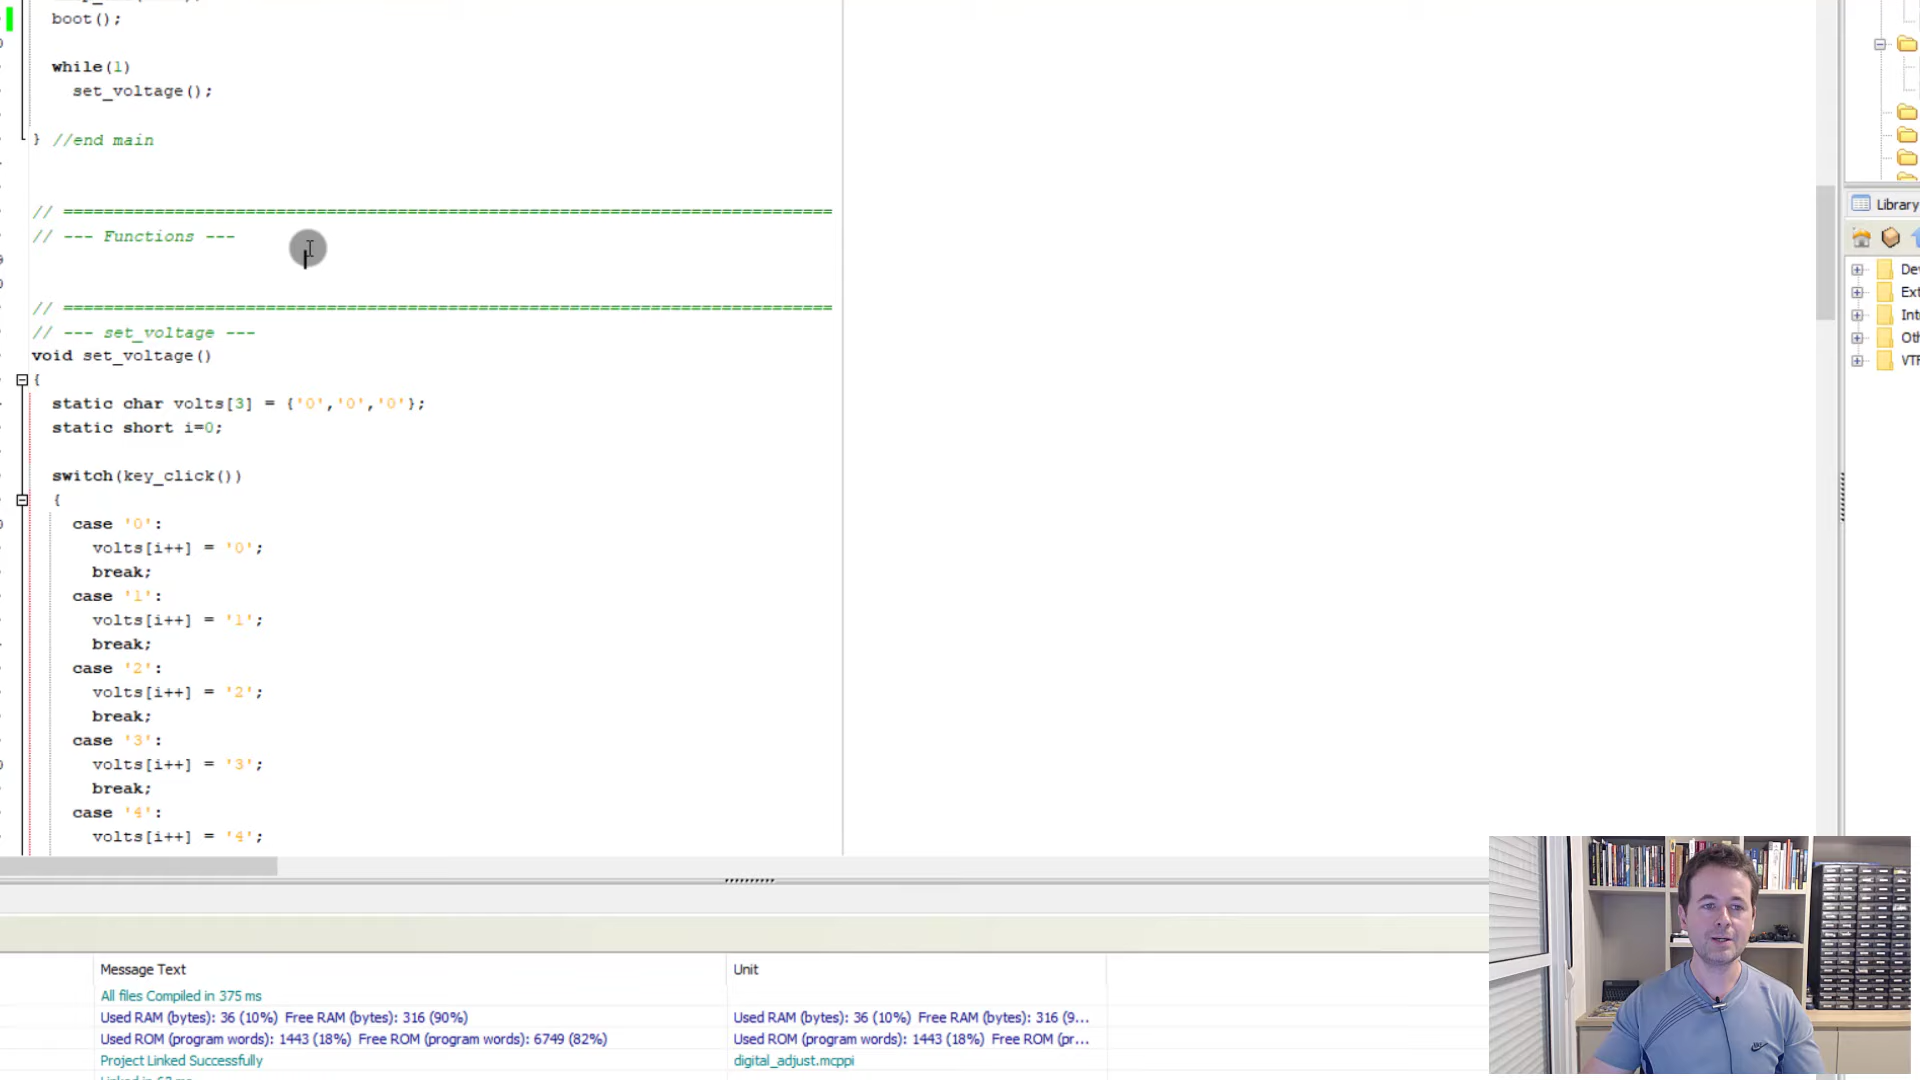 boot();
while(1)
set_voltage();
} //end main
// ============================================================================
// --- Functions ---
// ============================================================================
// --- set_voltage ---
void set_voltage()
{
static char volts[3] = {'0','0','0'};
static short i=0;
switch(key_click())
{
case '0':
volts[i++] = '0';
break;
case '1':
volts[i++] = '1';
break;
case '2':
volts[i++] = '2';
break;
case '3':
volts[i++] = '3';
break;
case '4':
volts[i++] = '4';
Library
Dev
Ext
Int
Oth
VTF
Message Text Unit
All files Compiled in 375 ms
Used RAM (bytes): 36 (10%) Free RAM (bytes): 316 (90%) Used RAM (bytes): 36 (10%) Free RAM (bytes): 316 (9...
Used ROM (program words): 1443 (18%) Free ROM (program words): 6749 (82%) Used ROM (program words): 1443 (18%) Free ROM (pr...
Project Linked Successfully digital_adjust.mcppi